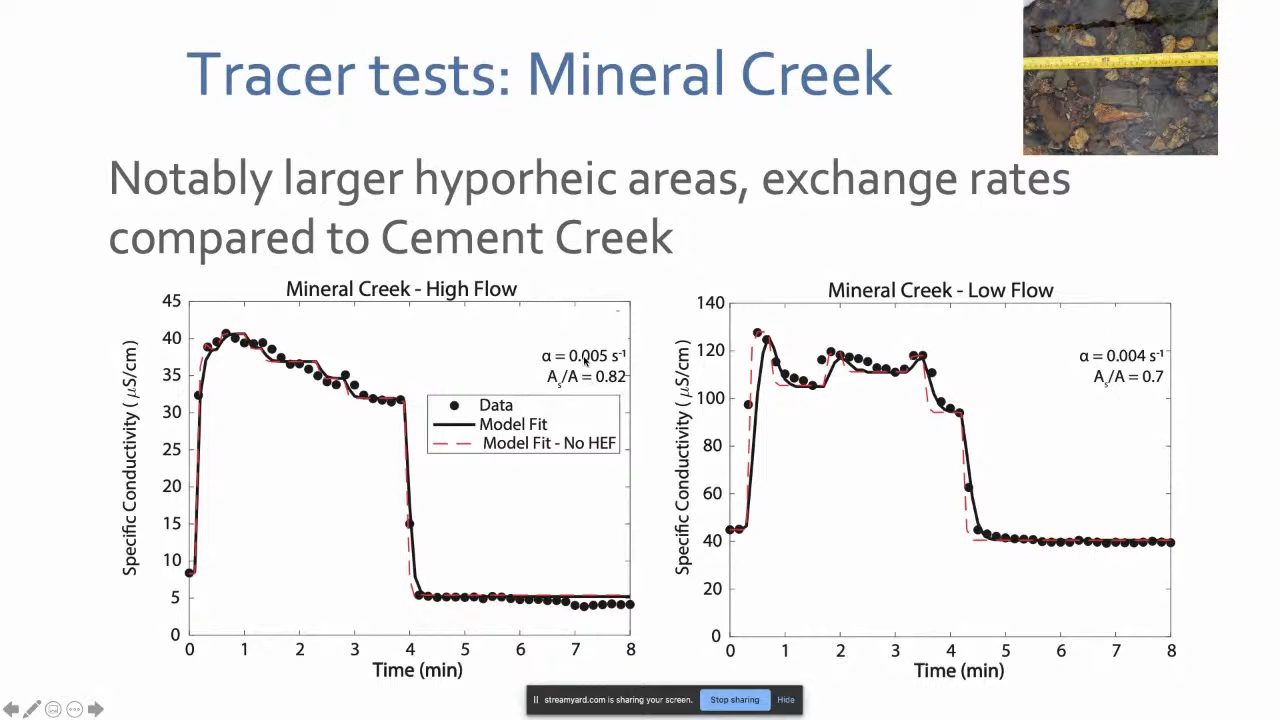 Tracer tests: Mineral Creek
Notably larger hyporheic areas, exchange rates
compared to Cement Creek
Mineral Creek - High Flow
45
40
35
30
25
20
15
10
5
0
Specific Conductivity ( μS/cm)
α = 0.005 s⁻¹
Aₛ/A = 0.82
Data
Model Fit
Model Fit - No HEF
0 1 2 3 4 5 6 7 8
Time (min)
Mineral Creek - Low Flow
140
120
100
80
60
40
20
0
Specific Conductivity ( μS/cm)
α = 0.004 s⁻¹
Aₛ/A = 0.7
0 1 2 3 4 5 6 7 8
Time (min)
streamyard.com is sharing your screen. Stop sharing Hide